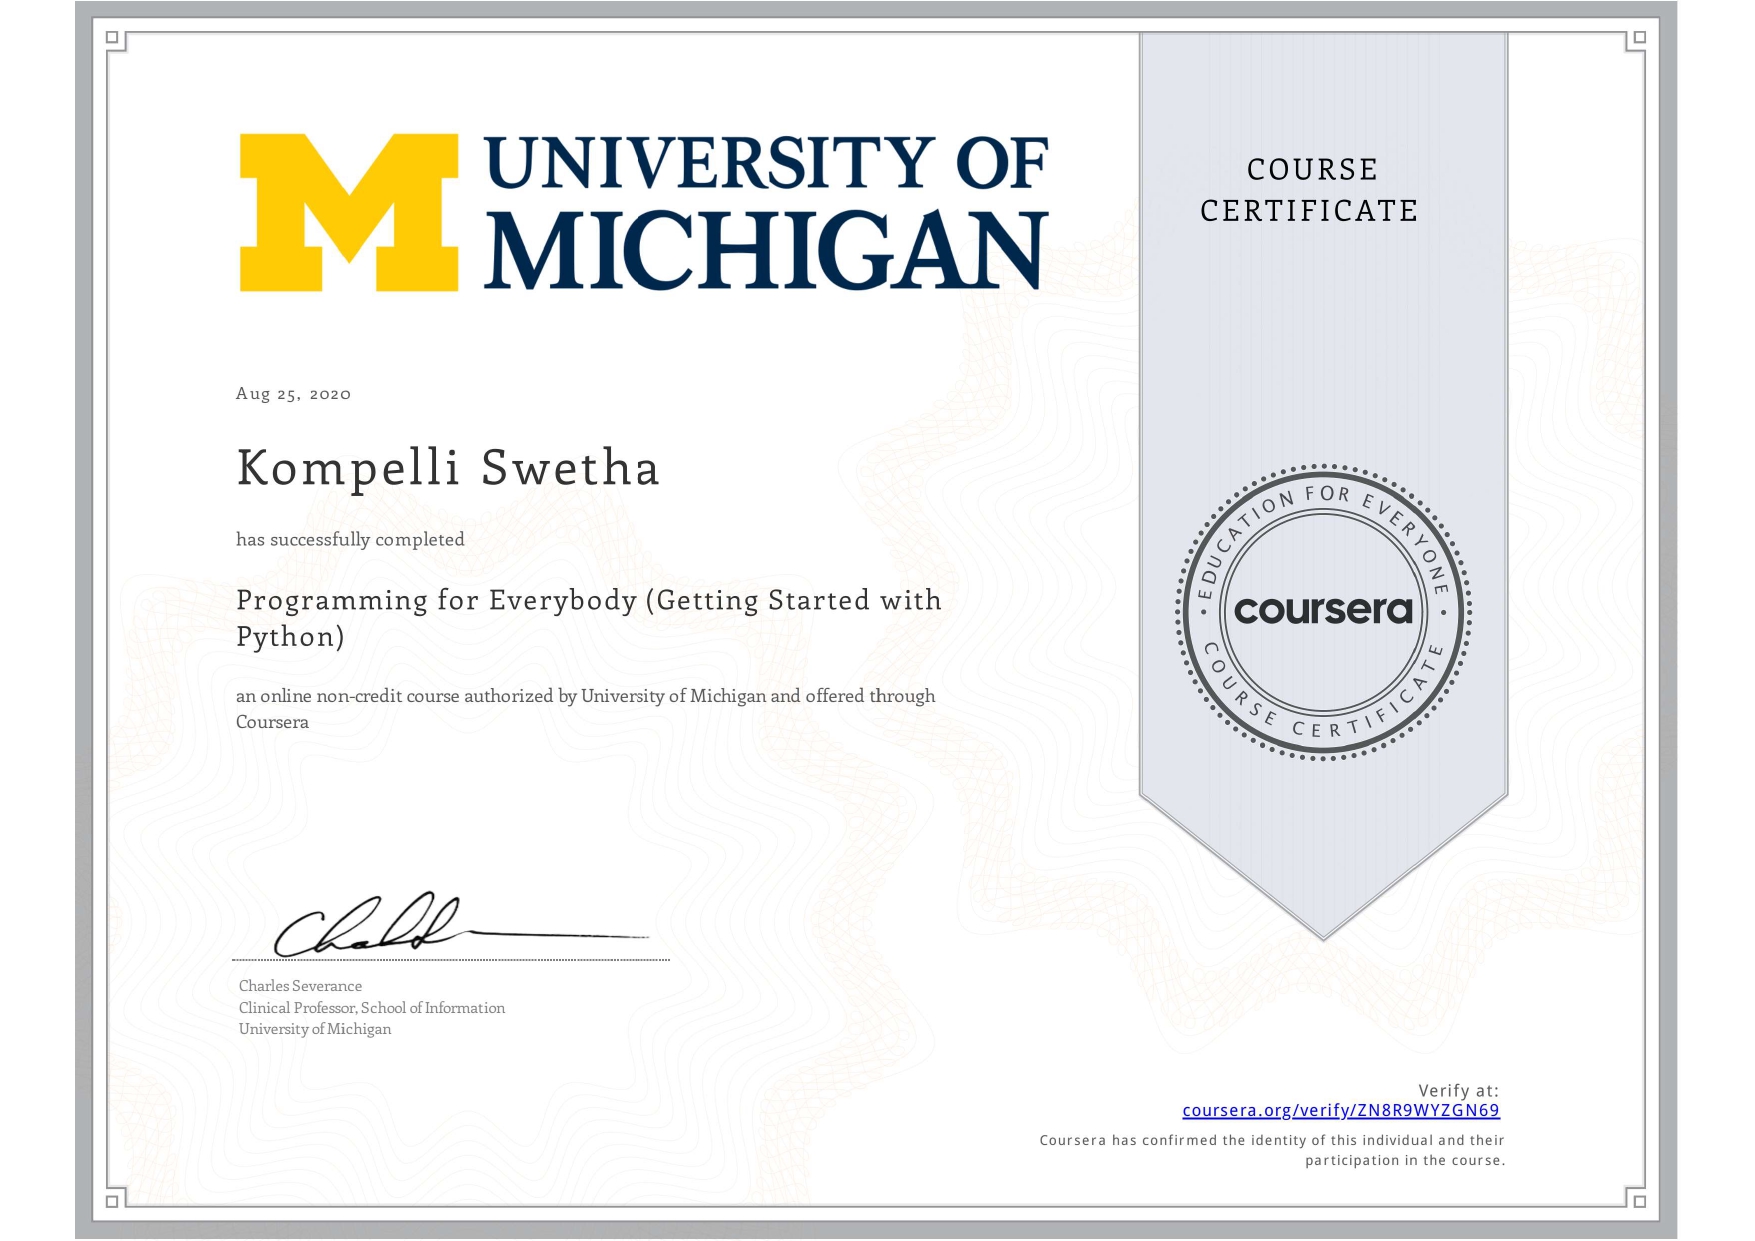 UNIVERSITY OF
MICHIGAN
COURSE
CERTIFICATE
Aug 25, 2020
Kompelli Swetha
has successfully completed
Programming for Everybody (Getting Started with
Python)
an online non-credit course authorized by University of Michigan and offered through
Coursera
EDUCATION FOR EVERYONE
coursera
COURSE CERTIFICATE
Charles Severance
Clinical Professor, School of Information
University of Michigan
Verify at:
coursera.org/verify/ZN8R9WYZGN69
Coursera has confirmed the identity of this individual and their
participation in the course.